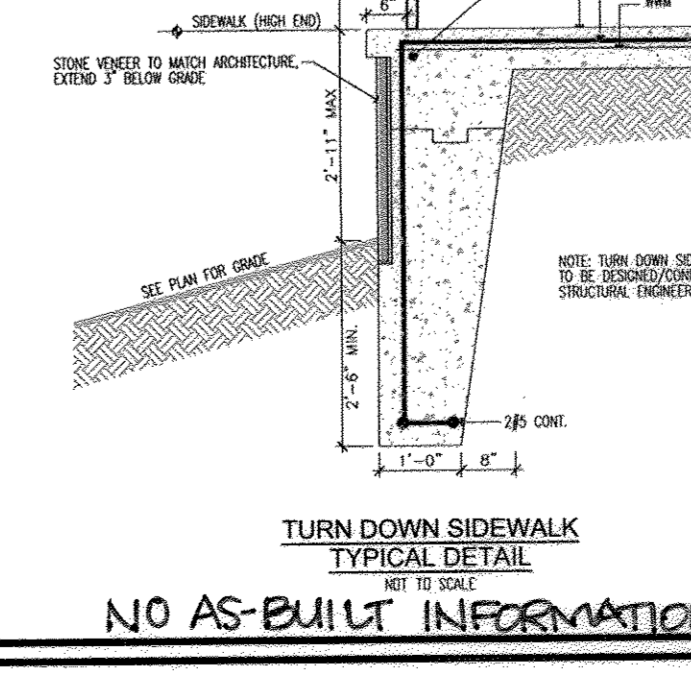 6"
WWM
SIDEWALK (HIGH END)
STONE VENEER TO MATCH ARCHITECTURE,
EXTEND 3" BELOW GRADE
2'-11" MAX
SEE PLAN FOR GRADE
NOTE: TURN DOWN SID
TO BE DESIGNED/CON
STRUCTURAL ENGINEER
2'-6" MIN.
2#5 CONT.
1'-0" 8"
TURN DOWN SIDEWALK
TYPICAL DETAIL
NOT TO SCALE
NO AS-BUILT INFORMATIO